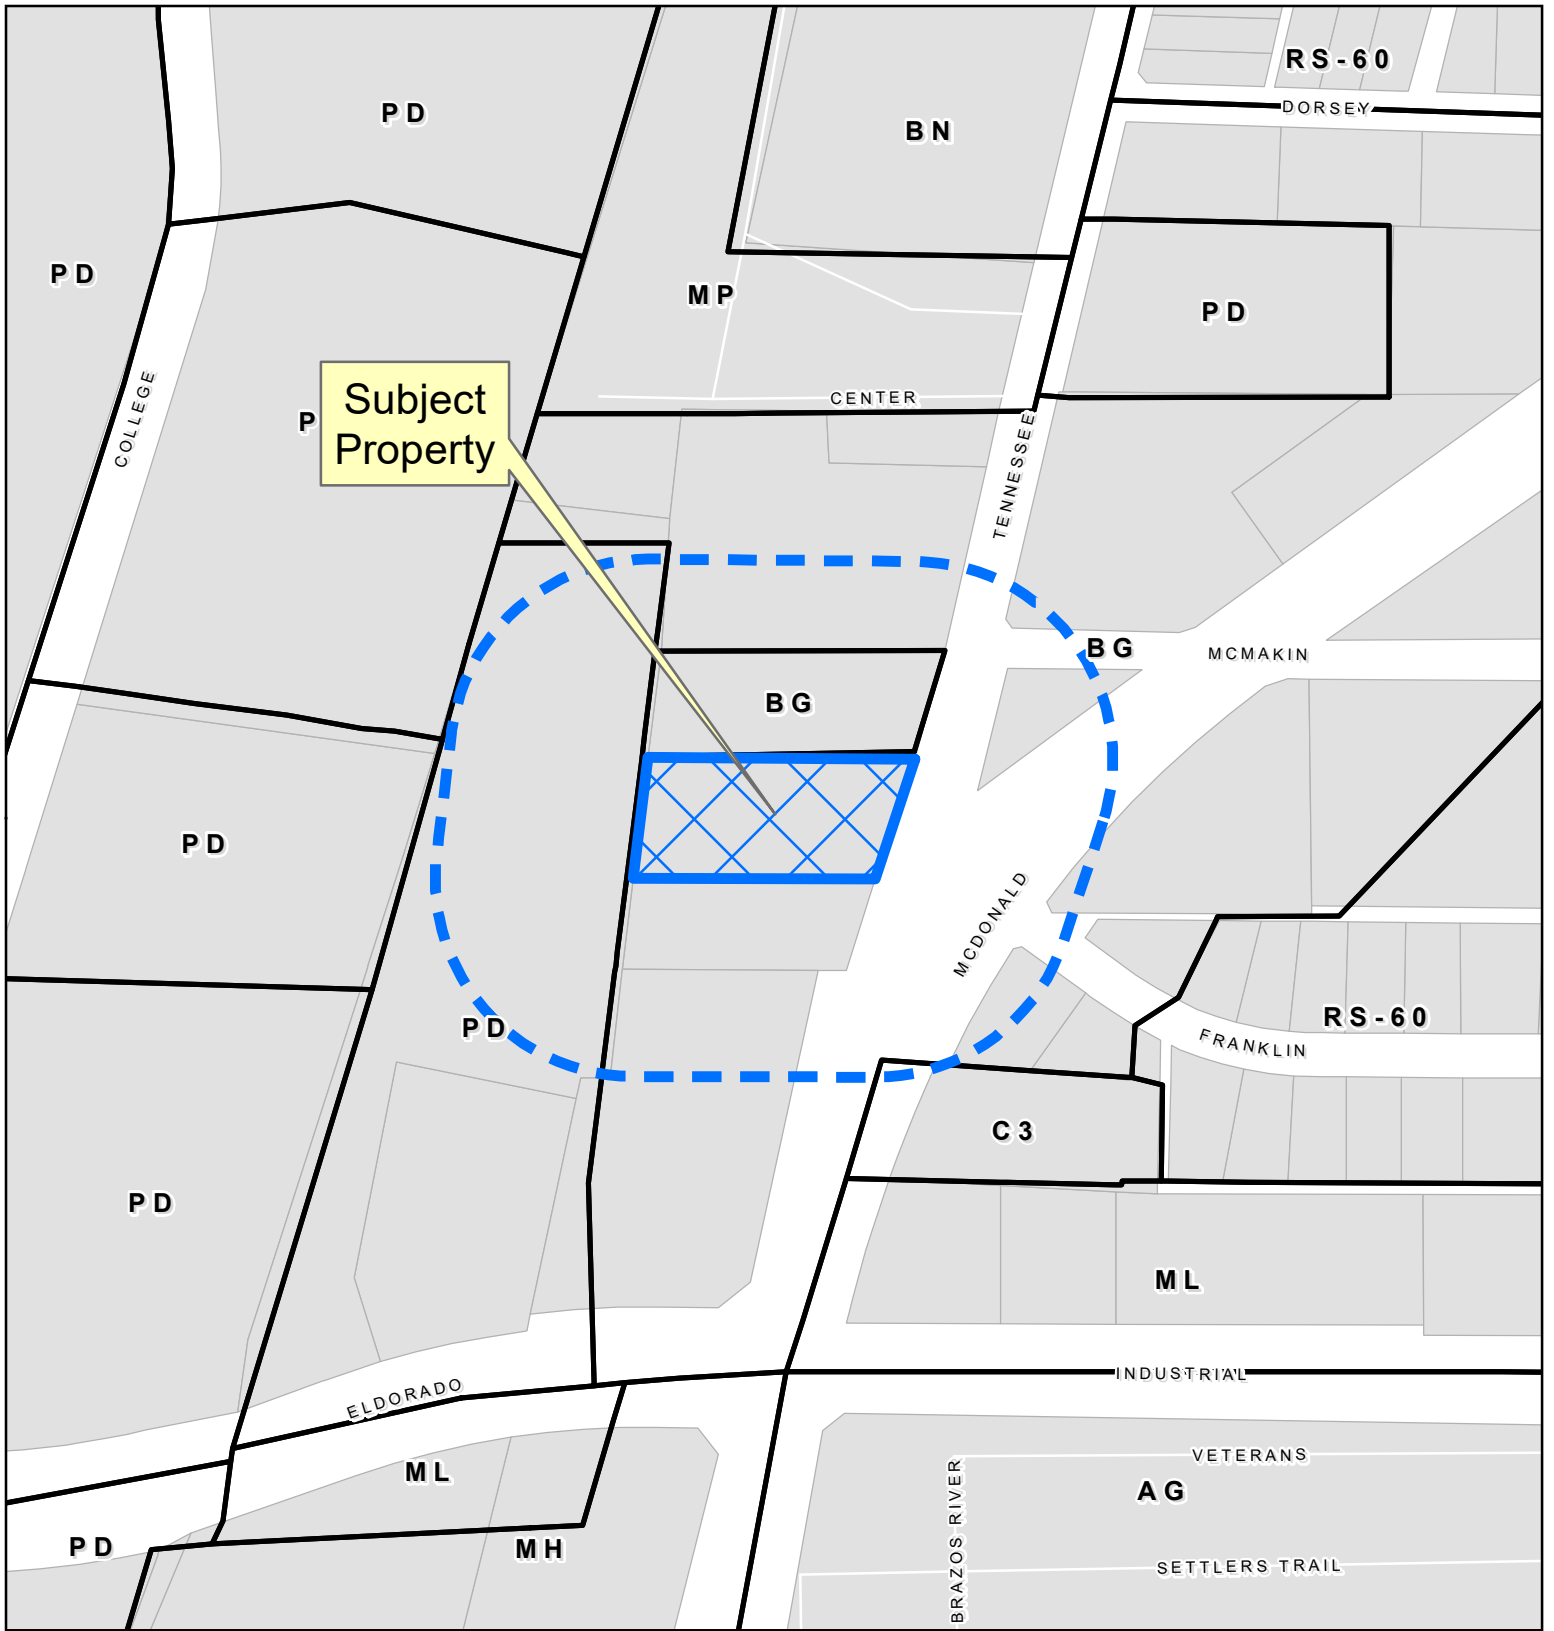 RS-60
DORSEY
PD
BN
PD
MP
PD
COLLEGE
CENTER
P
Subject
Property
TENNESSEE
BG
MCMAKIN
BG
PD
MCDONALD
PD
RS-60
FRANKLIN
C3
PD
ML
INDUSTRIAL
ELDORADO
VETERANS
ML
AG
BRAZOS RIVER
PD
MH
SETTLERS TRAIL